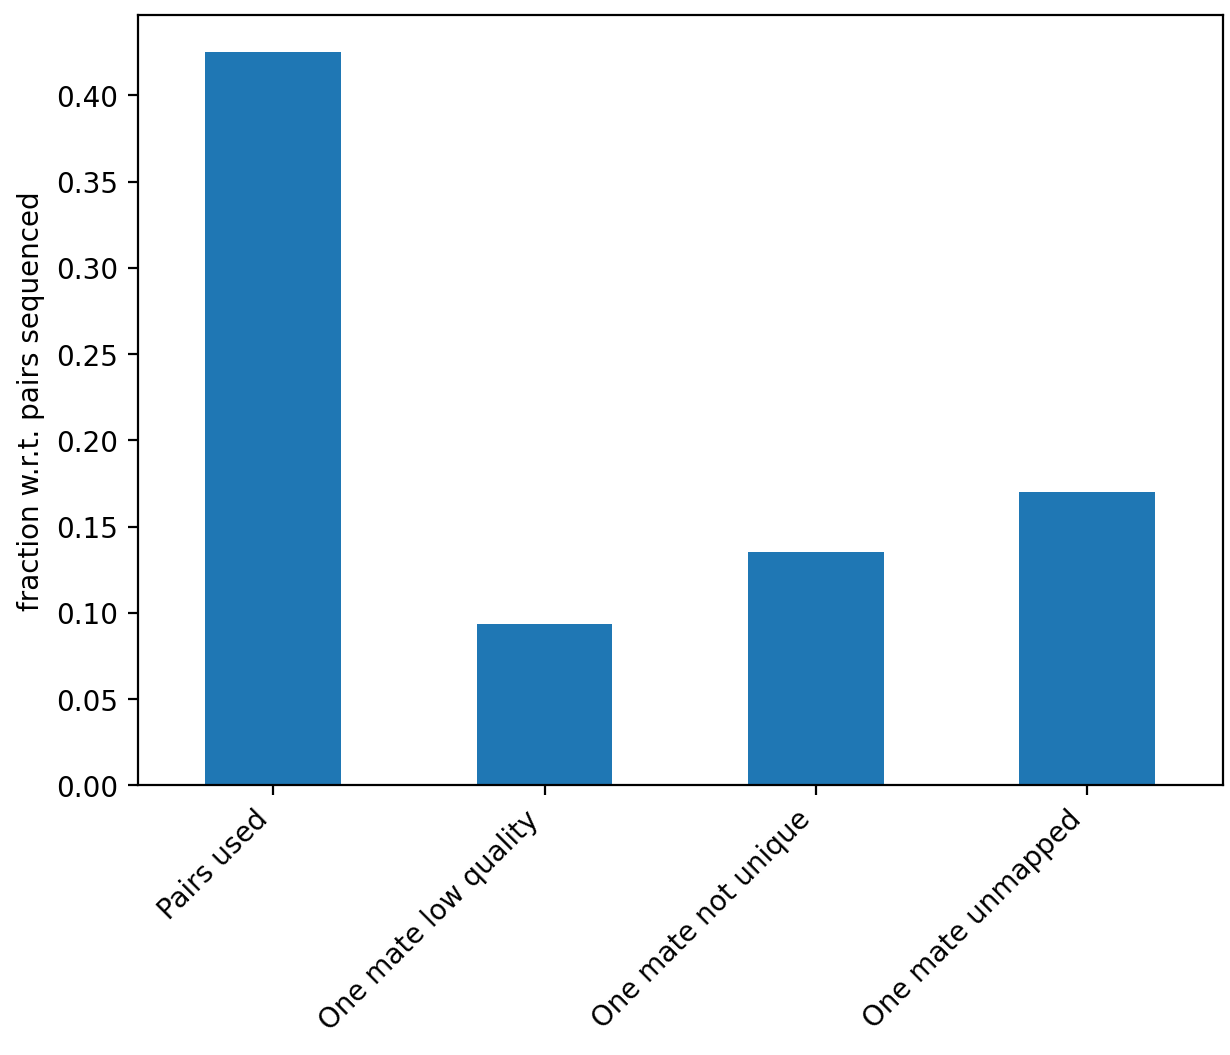 fraction w.r.t. pairs sequenced
0.40
0.35
0.30
0.25
0.20
0.15
0.10
0.05
0.00
Pairs used
One mate low quality
One mate not unique
One mate unmapped